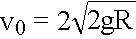 v₀ = 2√2gR